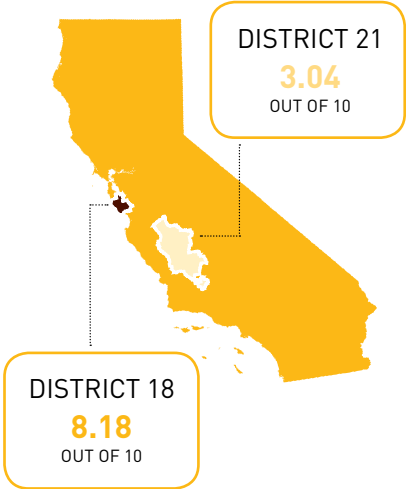 DISTRICT 21
3.04
OUT OF 10
DISTRICT 18
8.18
OUT OF 10